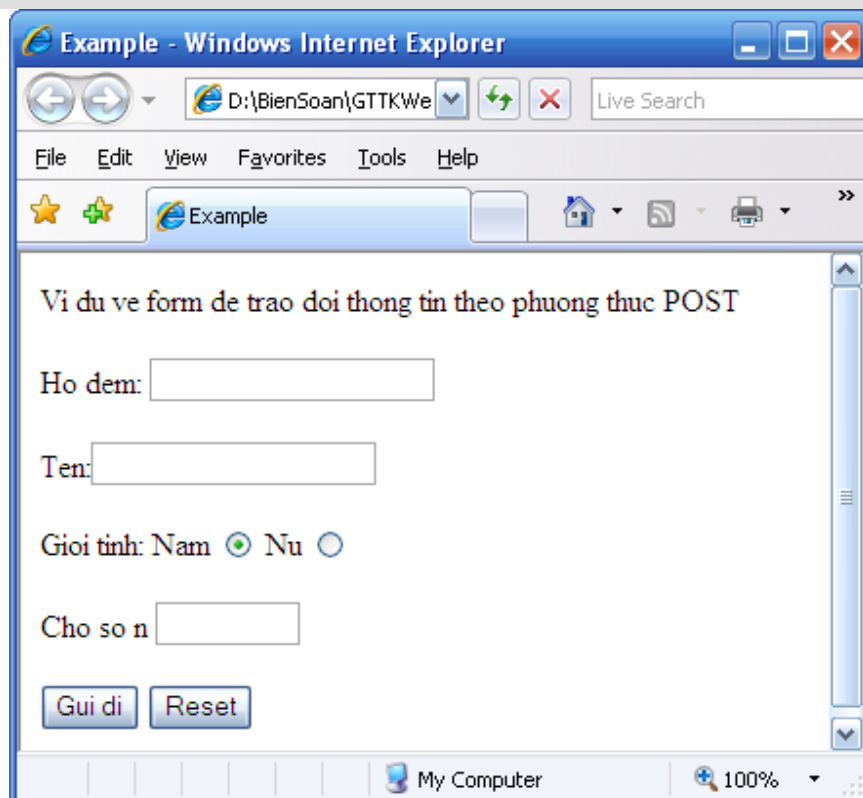 Example - Windows Internet Explorer
D:\BienSoan\GTTKWe
Live Search
File Edit View Favorites Tools Help
Example
»
Vi du ve form de trao doi thong tin theo phuong thuc POST
Ho dem:
Ten:
Gioi tinh: Nam Nu
Cho so n
Gui di Reset
My Computer 100%